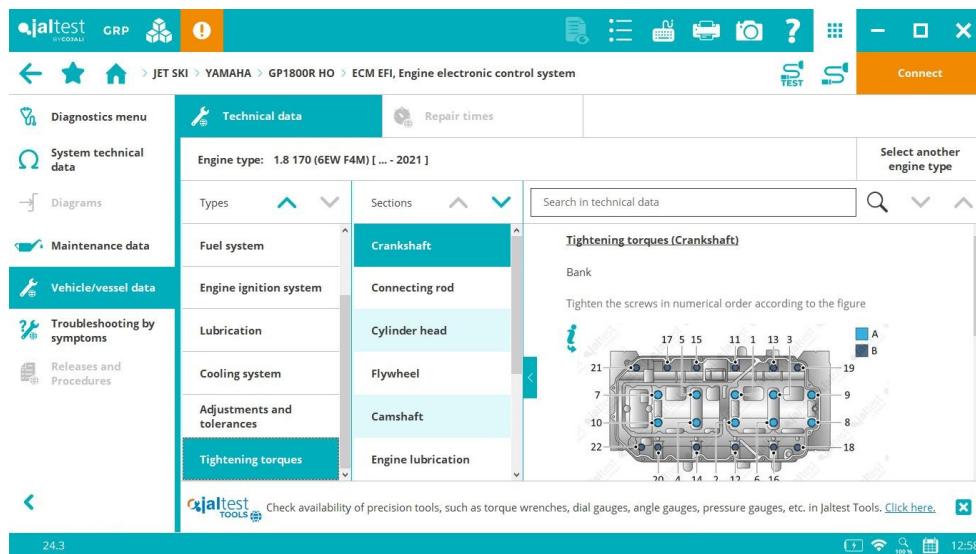 jaltest GRP
BY COJALI
TEST
JET SKI > YAMAHA > GP1800R HO > ECM EFI, Engine electronic control system
Connect
Diagnostics menu
System technical
data
Diagrams
Maintenance data
Vehicle/vessel data
Troubleshooting by
symptoms
Releases and
Procedures
Technical data
Repair times
Engine type: 1.8 170 (6EW F4M) [ ... - 2021 ]
Select another
engine type
Types
Sections
Search in technical data
Fuel system
Engine ignition system
Lubrication
Cooling system
Adjustments and
tolerances
Tightening torques
Crankshaft
Connecting rod
Cylinder head
Flywheel
Camshaft
Engine lubrication
Tightening torques (Crankshaft)
Bank
Tighten the screws in numerical order according to the figure
A
B
17 5 15 11 1 13 3
21 19
7 9
10 8
22 18
20 4 14 2 12 6 16
jaltest
TOOLS
Check availability of precision tools, such as torque wrenches, dial gauges, angle gauges, pressure gauges, etc. in Jaltest Tools. Click here.
24.3
100 %